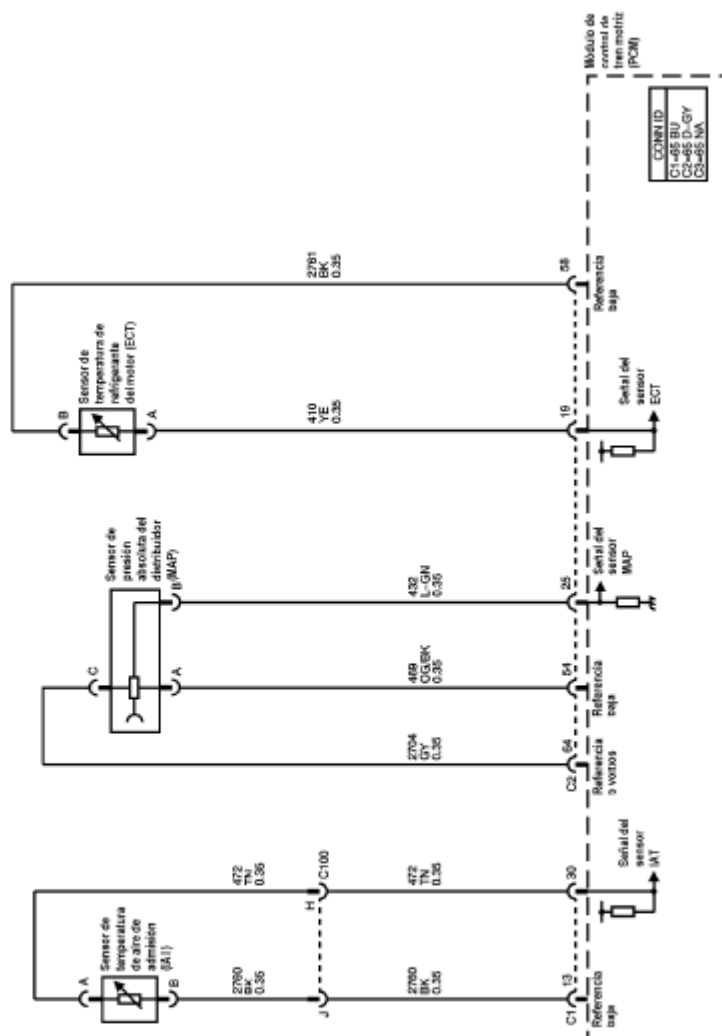 Sensor de
temperatura
de aire de
admisión
(IAT)
A
B
2760
BK
0.35
472
TN
0.35
J
H
C100
2760
BK
0.35
472
TN
0.35
C1
13
30
Referencia
baja
Señal del
sensor
IAT
Sensor de
presión
absoluta del
distribuidor
(MAP)
C
A
B
2704
GY
0.35
469
OG/BK
0.35
432
L-GN
0.35
C2
64
54
25
Referencia
voltios
Referencia
baja
Señal del
sensor
MAP
Sensor de
temperatura de
refrigerante
del motor (ECT)
B
A
410
YE
0.35
2761
BK
0.35
19
58
Señal del
sensor
ECT
Referencia
baja
Módulo de
control de
tren motriz
(PCM)
CONN ID
C1=65 BU
C2=65 D-GY
C3=65 NA